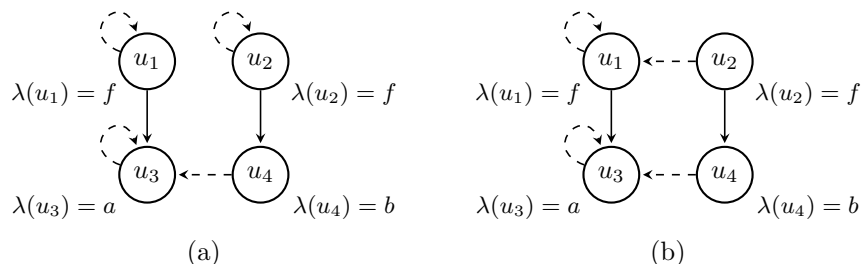 u₁ u₂ u₁ u₂
λ(u₁) = f λ(u₂) = f λ(u₁) = f λ(u₂) = f
u₃ u₄ u₃ u₄
λ(u₃) = a λ(u₄) = b λ(u₃) = a λ(u₄) = b
(a) (b)